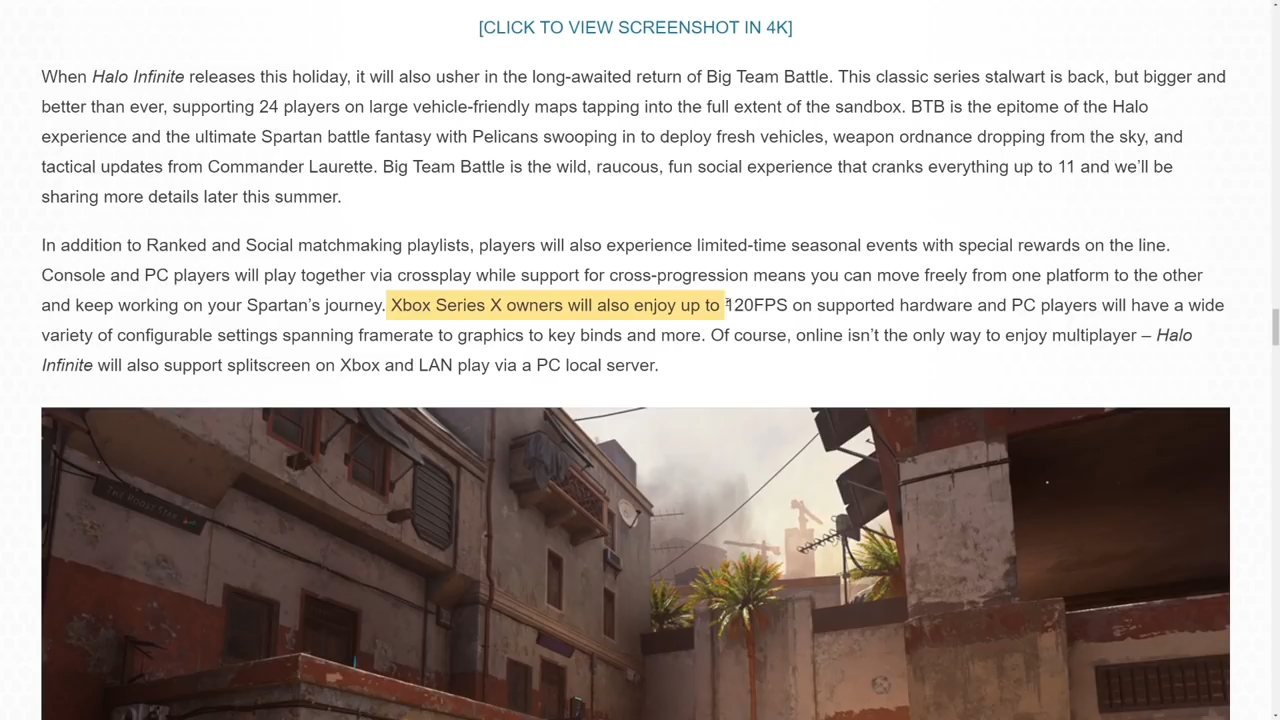 [CLICK TO VIEW SCREENSHOT IN 4K]
When Halo Infinite releases this holiday, it will also usher in the long-awaited return of Big Team Battle. This classic series stalwart is back, but bigger and
better than ever, supporting 24 players on large vehicle-friendly maps tapping into the full extent of the sandbox. BTB is the epitome of the Halo
experience and the ultimate Spartan battle fantasy with Pelicans swooping in to deploy fresh vehicles, weapon ordnance dropping from the sky, and
tactical updates from Commander Laurette. Big Team Battle is the wild, raucous, fun social experience that cranks everything up to 11 and we’ll be
sharing more details later this summer.
In addition to Ranked and Social matchmaking playlists, players will also experience limited-time seasonal events with special rewards on the line.
Console and PC players will play together via crossplay while support for cross-progression means you can move freely from one platform to the other
and keep working on your Spartan’s journey. Xbox Series X owners will also enjoy up to 120FPS on supported hardware and PC players will have a wide
variety of configurable settings spanning framerate to graphics to key binds and more. Of course, online isn’t the only way to enjoy multiplayer – Halo
Infinite will also support splitscreen on Xbox and LAN play via a PC local server.